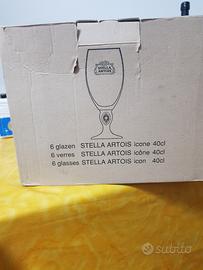 STELLA
ARTOIS
6 glazen STELLA ARTOIS icone 40cl
6 verres STELLA ARTOIS icône 40cl
6 glasses STELLA ARTOIS icon 40cl
subito